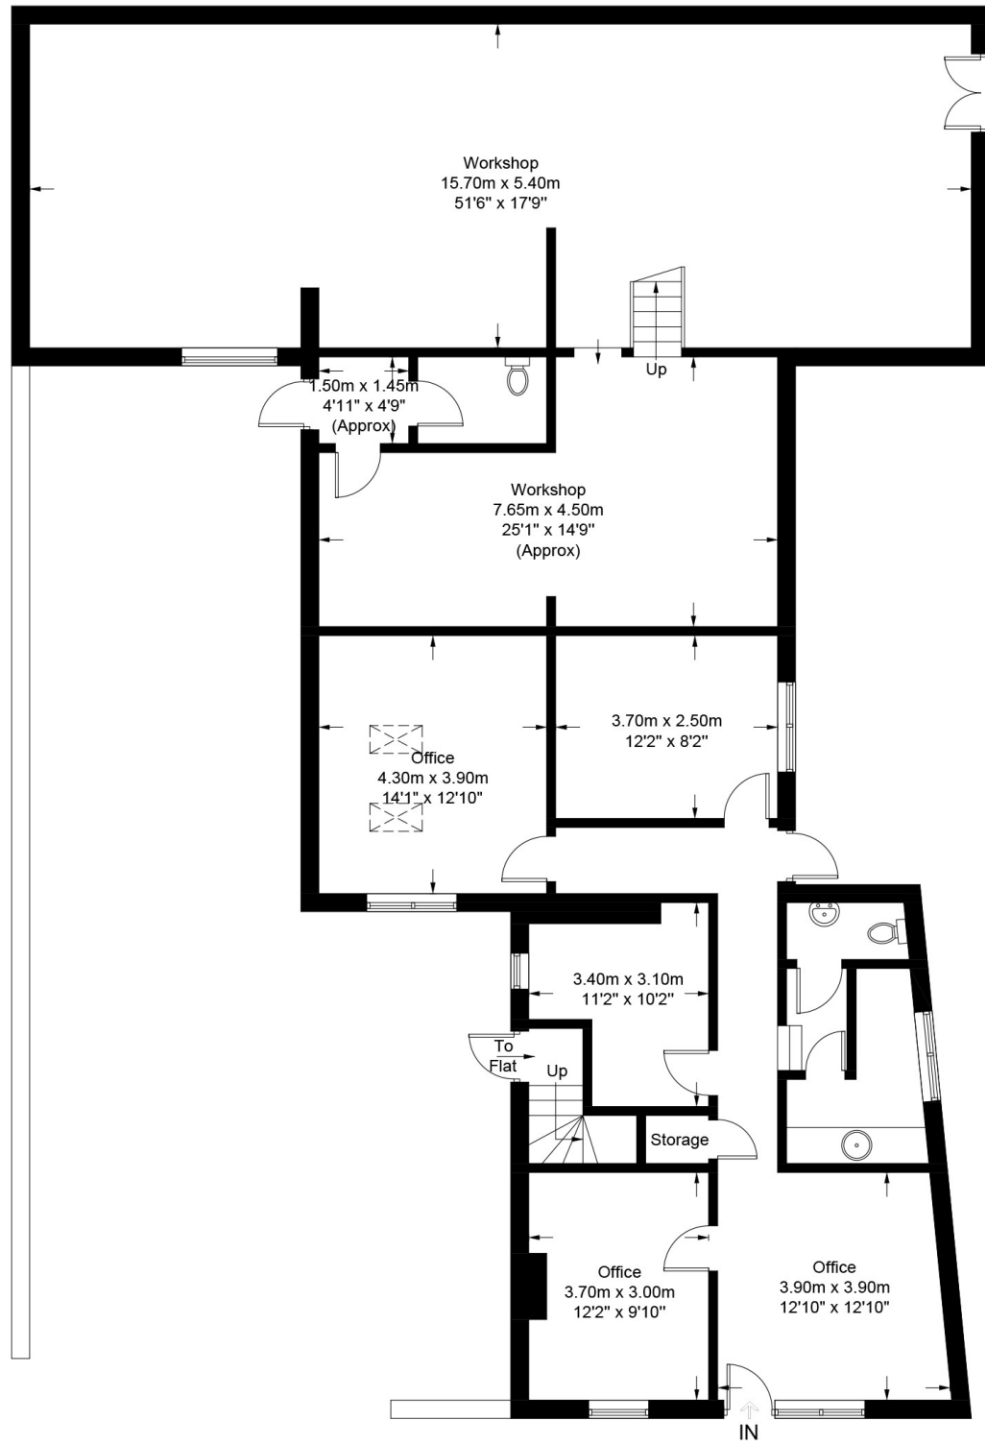 Workshop
15.70m x 5.40m
51'6" x 17'9"
Up
1.50m x 1.45m
4'11" x 4'9"
(Approx)
Workshop
7.65m x 4.50m
25'1" x 14'9"
(Approx)
3.70m x 2.50m
12'2" x 8'2"
Office
4.30m x 3.90m
14'1" x 12'10"
3.40m x 3.10m
11'2" x 10'2"
To
Flat
Up
Storage
Office
3.70m x 3.00m
12'2" x 9'10"
Office
3.90m x 3.90m
12'10" x 12'10"
IN